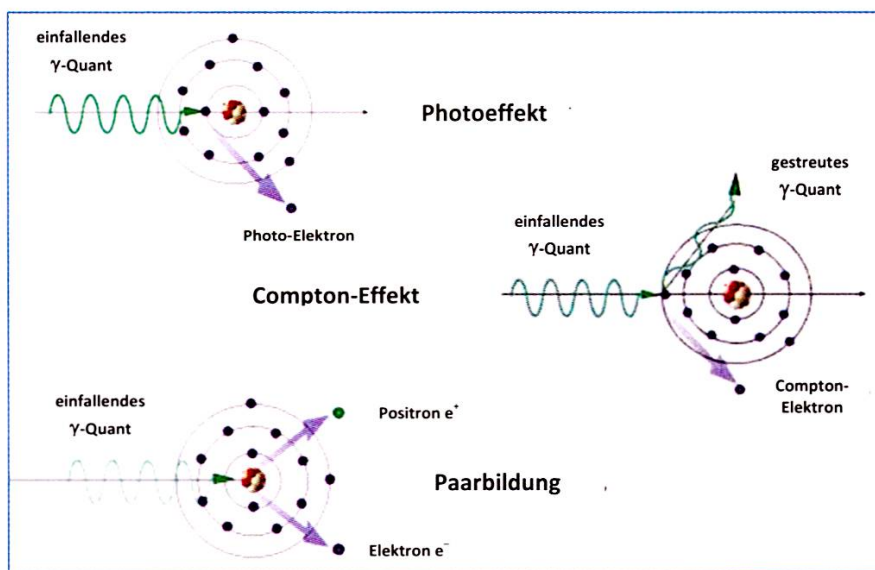 einfallendes
γ-Quant
Photoeffekt
Photo-Elektron
gestreutes
γ-Quant
einfallendes
γ-Quant
Compton-Effekt
Compton-
Elektron
einfallendes
γ-Quant
Positron e⁺
Paarbildung
Elektron e⁻